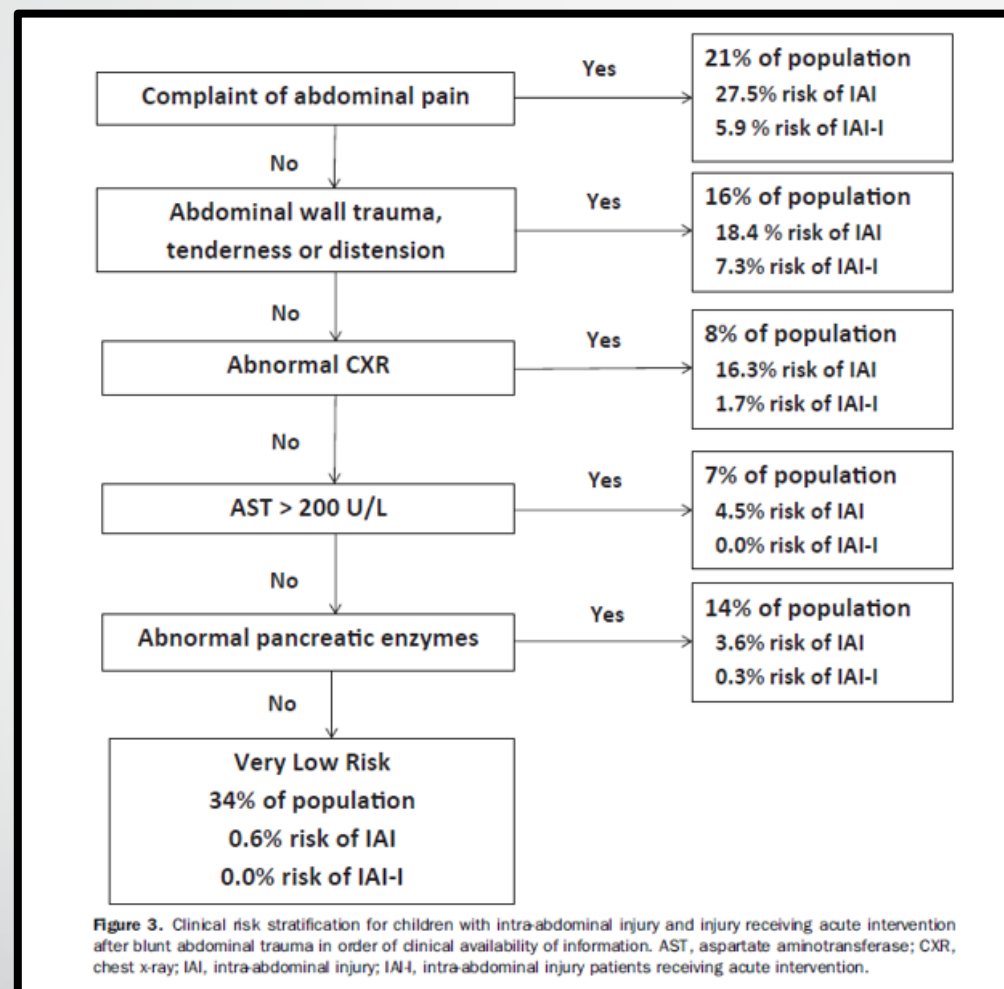 Complaint of abdominal pain
Yes
21% of population
27.5% risk of IAI
5.9 % risk of IAI-I
No
Abdominal wall trauma,
tenderness or distension
Yes
16% of population
18.4 % risk of IAI
7.3% risk of IAI-I
No
Abnormal CXR
Yes
8% of population
16.3% risk of IAI
1.7% risk of IAI-I
No
AST > 200 U/L
Yes
7% of population
4.5% risk of IAI
0.0% risk of IAI-I
No
Abnormal pancreatic enzymes
Yes
14% of population
3.6% risk of IAI
0.3% risk of IAI-I
No
Very Low Risk
34% of population
0.6% risk of IAI
0.0% risk of IAI-I
Figure 3. Clinical risk stratification for children with intra-abdominal injury and injury receiving acute intervention
after blunt abdominal trauma in order of clinical availability of information. AST, aspartate aminotransferase; CXR,
chest x-ray; IAI, intra-abdominal injury; IAI-I, intra-abdominal injury patients receiving acute intervention.